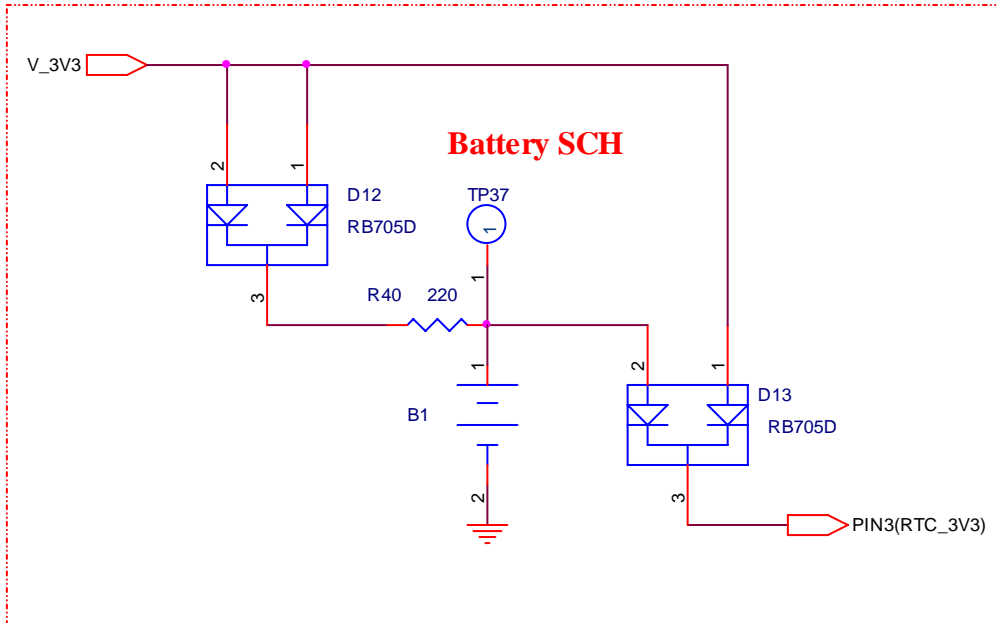 V_3V3
Battery SCH
2
1
D12
RB705D
3
TP37
1
1
R40 220
1
B1
2
2
1
D13
RB705D
3
PIN3(RTC_3V3)